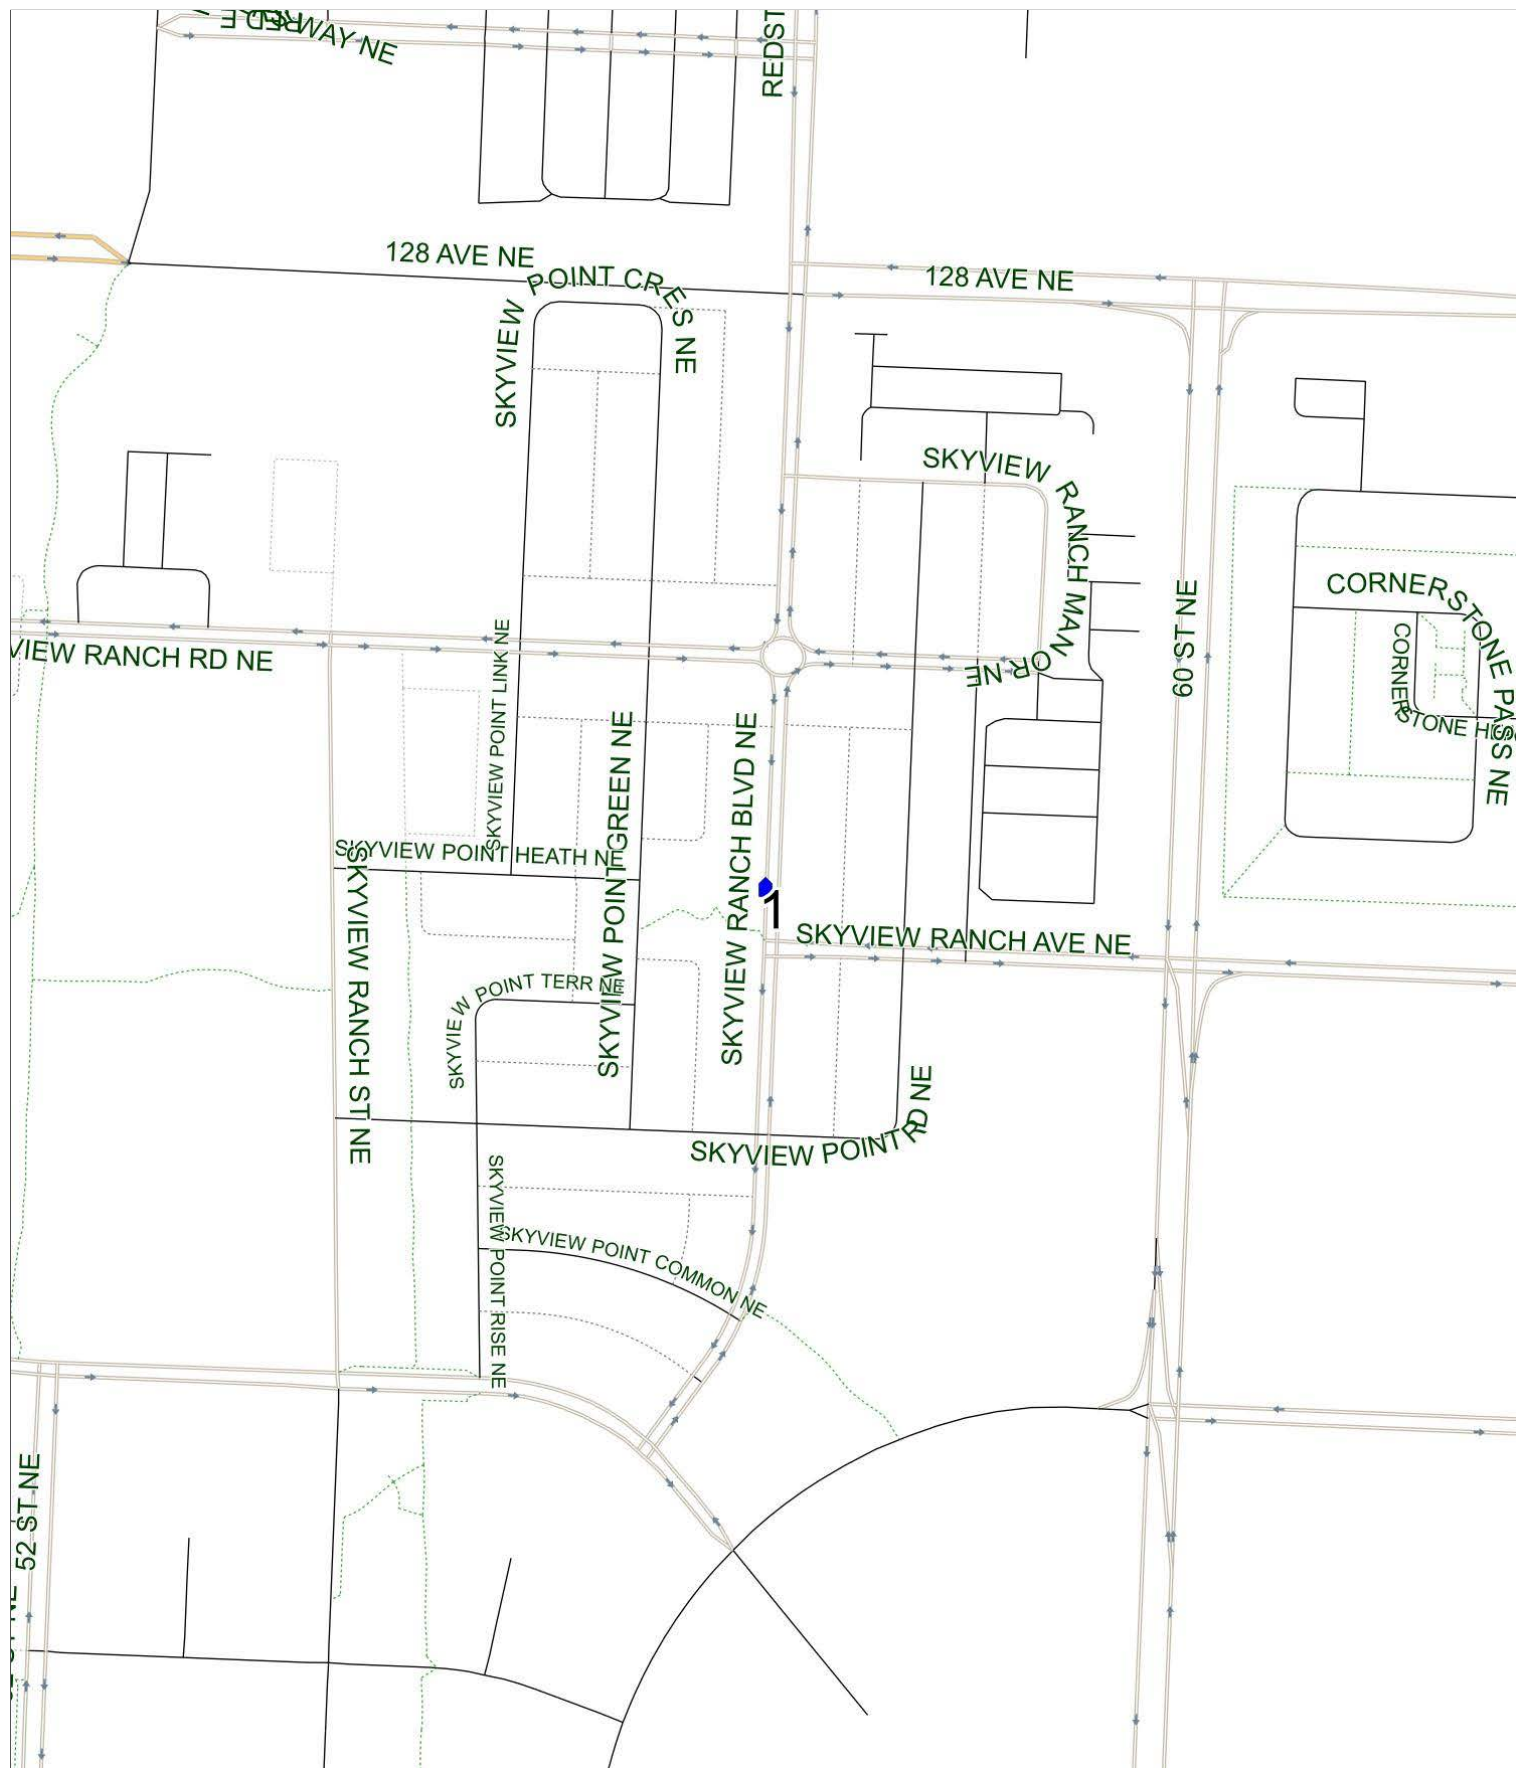 WAY NE
REDST
128 AVE NE
128 AVE NE
SKYVIEW POINT CRES NE
SKYVIEW RANCH MANOR NE
CORNERSTONE PASS NE
60 ST NE
VIEW RANCH RD NE
SKYVIEW POINT LINK NE
SKYVIEW POINT GREEN NE
SKYVIEW RANCH BLVD NE
SKYVIEW POINT HEATH NE
SKYVIEW RANCH ST NE
1
SKYVIEW RANCH AVE NE
SKYVIEW POINT TERR NE
SKYVIEW POINT RD NE
SKYVIEW POINT RISE NE
SKYVIEW POINT COMMON NE
52 ST NE